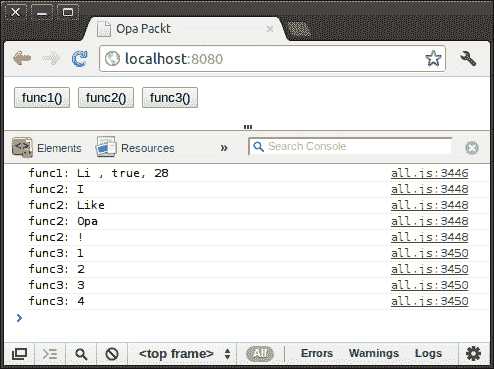 Opa Packt
localhost:8080
func1() func2() func3()
Elements Resources » Search Console
func1: Li , true, 28 all.js:3446
func2: I all.js:3448
func2: Like all.js:3448
func2: Opa all.js:3448
func2: ! all.js:3448
func3: 1 all.js:3450
func3: 2 all.js:3450
func3: 3 all.js:3450
func3: 4 all.js:3450
<top frame> All Errors Warnings Logs